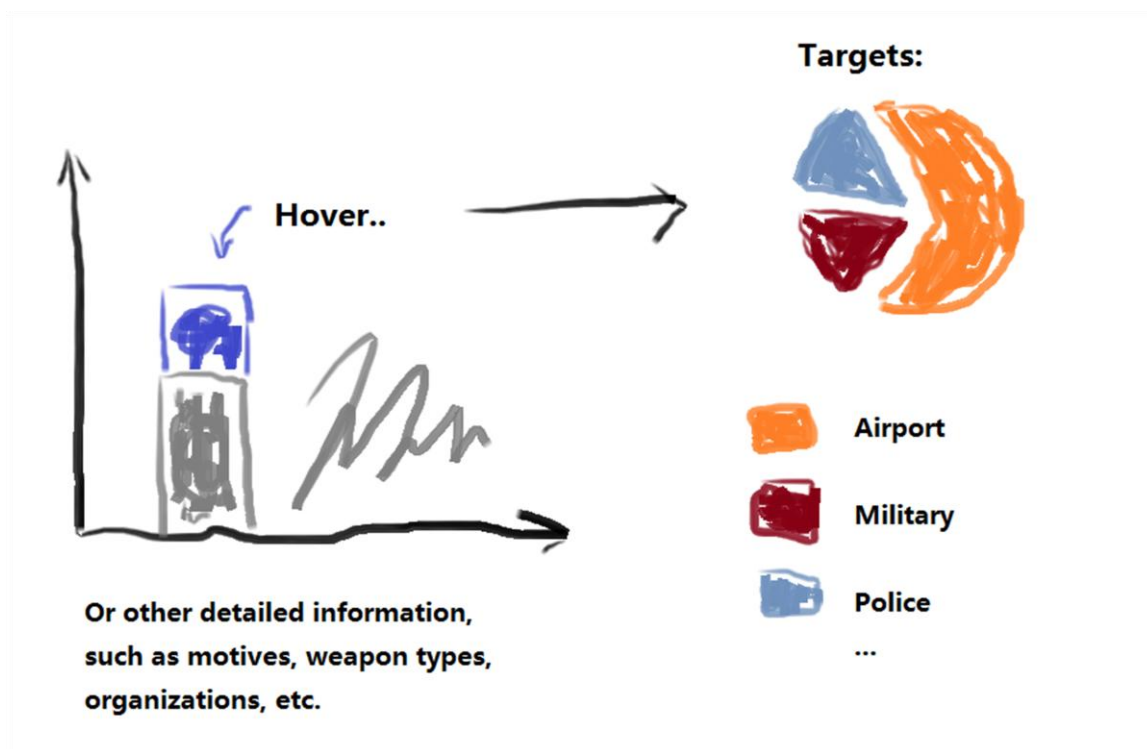 Targets:
Hover..
Airport
Military
Police
...
Or other detailed information,
such as motives, weapon types,
organizations, etc.